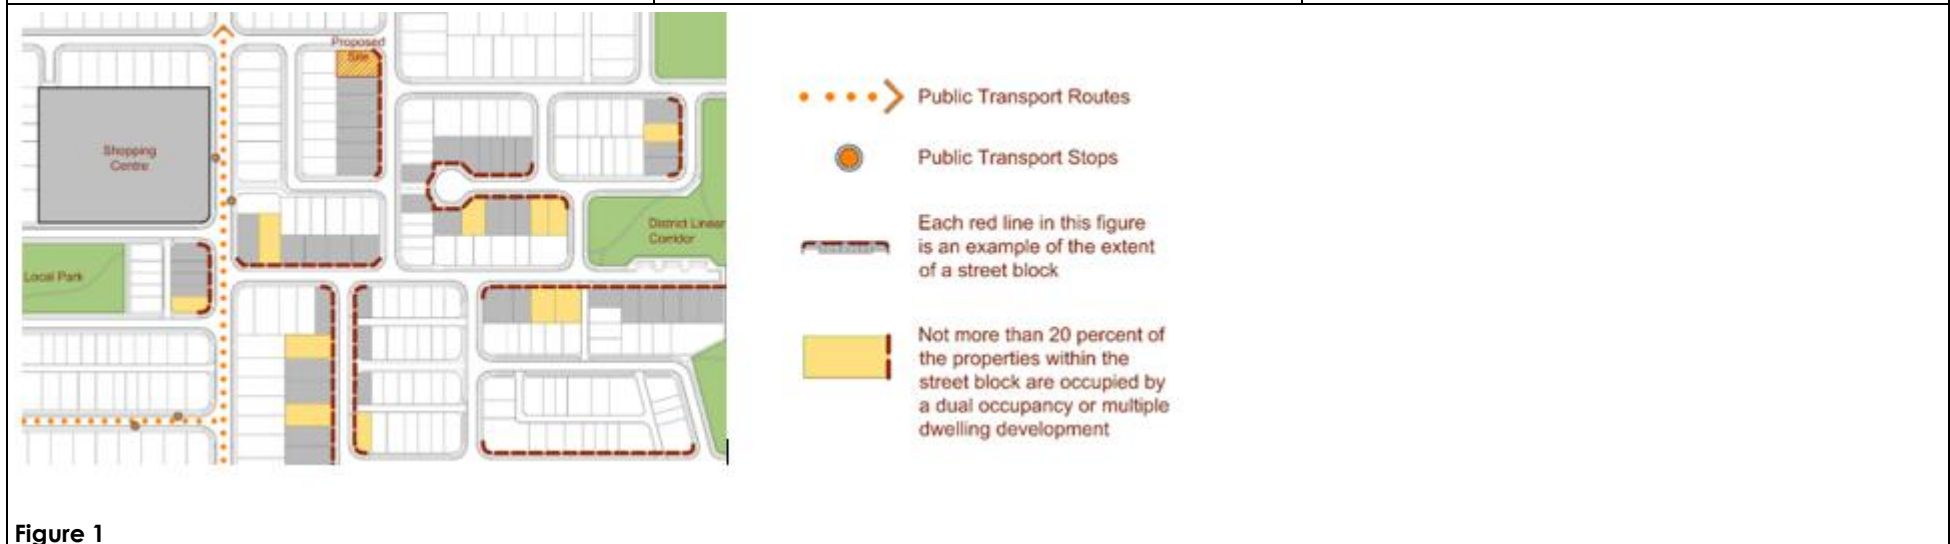 Proposed
Site
Shopping
Centre
District Linear
Corridor
Local Park
Public Transport Routes
Public Transport Stops
Each red line in this figure
is an example of the extent
of a street block
Not more than 20 percent of
the properties within the
street block are occupied by
a dual occupancy or multiple
dwelling development
Figure 1